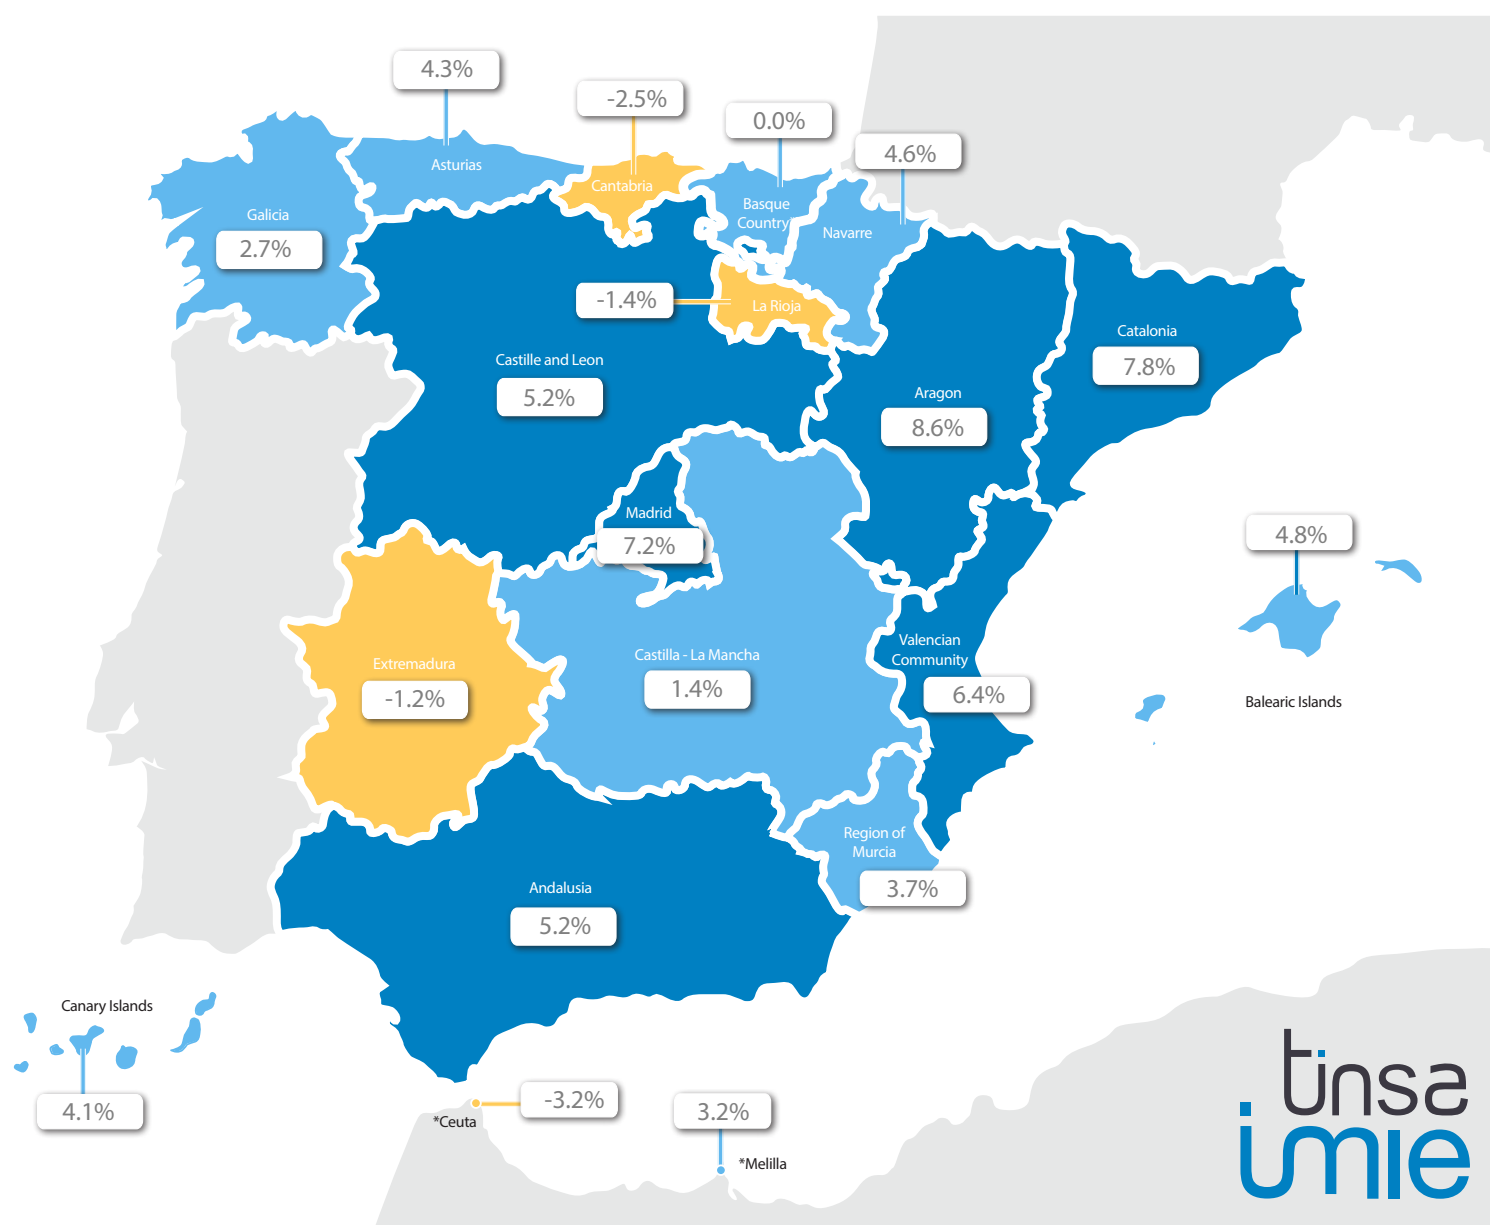 4.3%
-2.5%
0.0%
4.6%
Asturias
Cantabria
Galicia
2.7%
Basque
Country
Navarre
-1.4%
La Rioja
Catalonia
7.8%
Castille and Leon
5.2%
Aragon
8.6%
Madrid
7.2%
4.8%
Balearic Islands
Valencian
Community
6.4%
Castilla - La Mancha
1.4%
Extremadura
-1.2%
Region of
Murcia
3.7%
Andalusia
5.2%
Canary Islands
4.1%
-3.2%
*Ceuta
3.2%
*Melilla
tinsa
imie